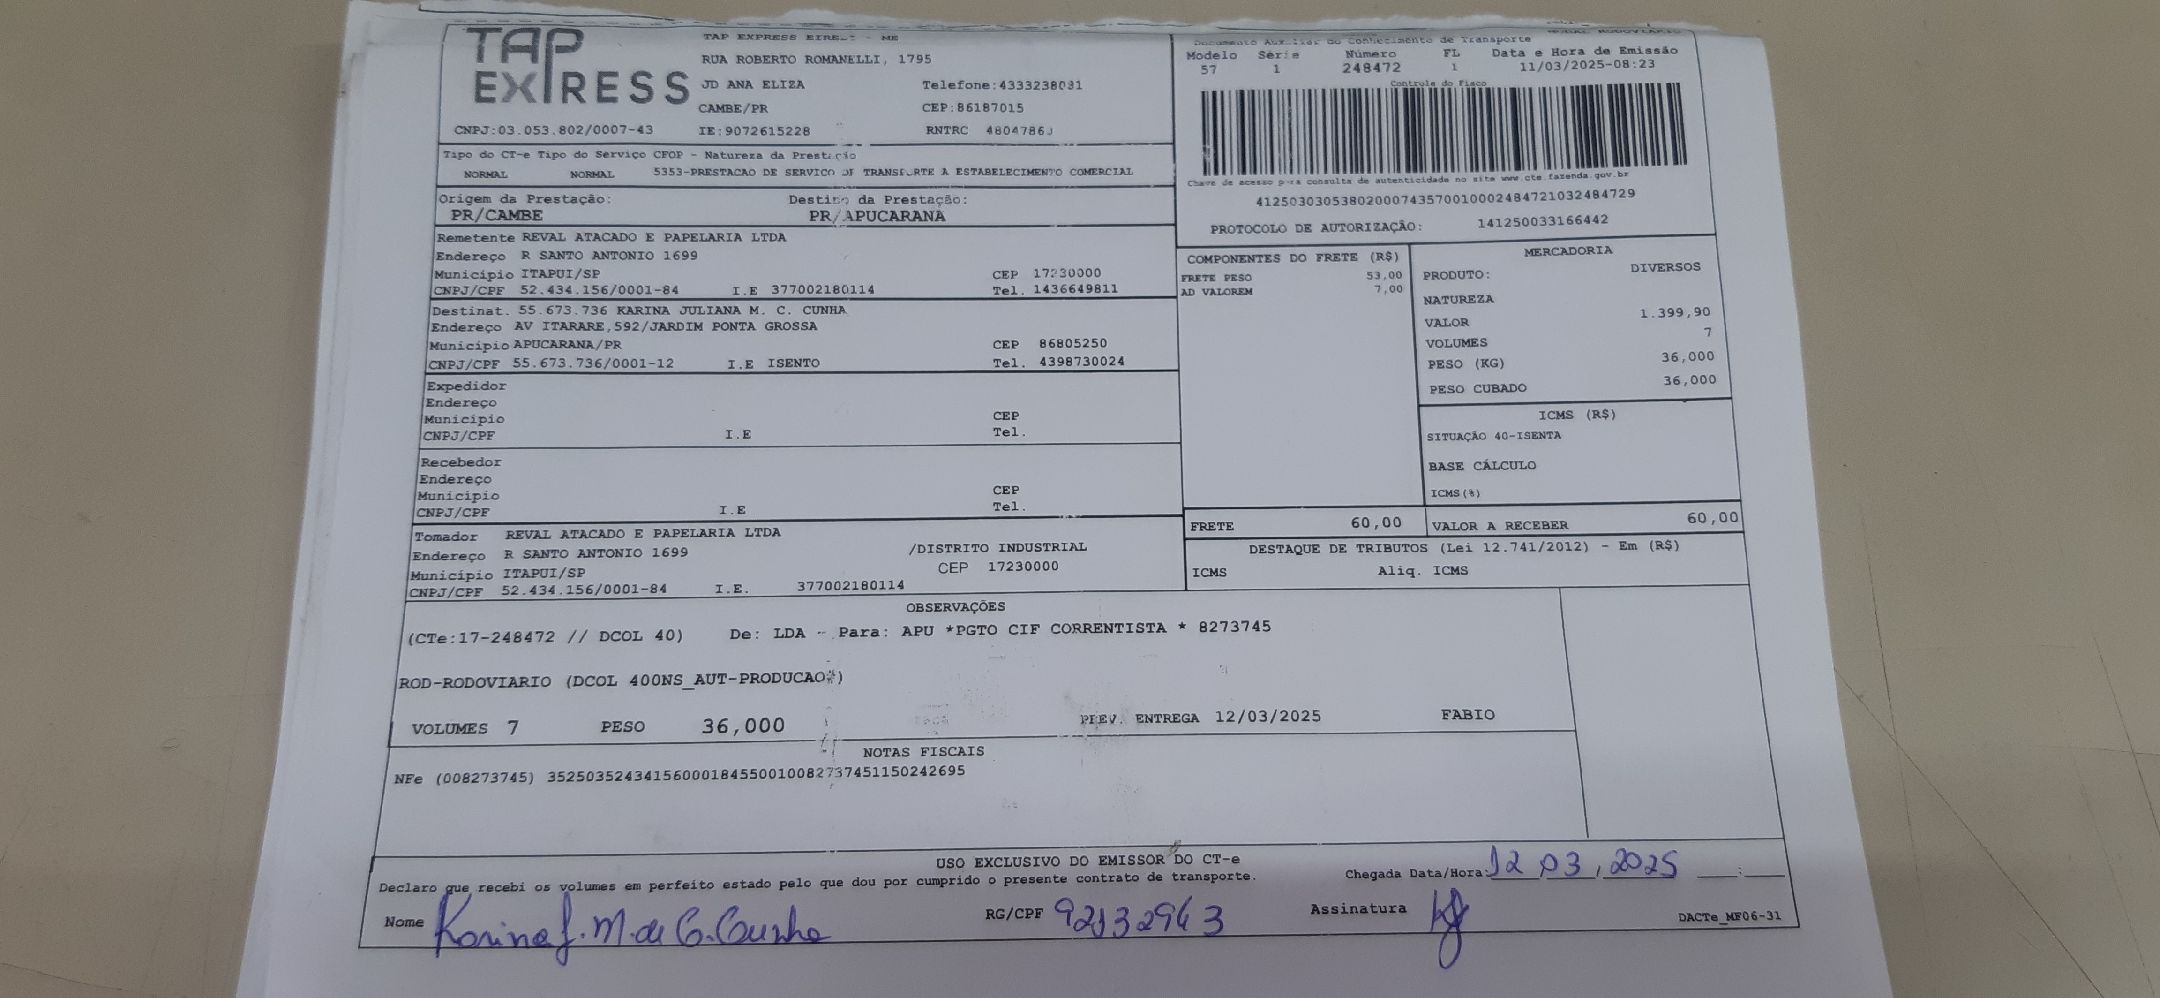 TAP EXPRESS
TAP EXPRESS EIRELI - ME
RUA ROBERTO ROMANELLI, 1795
JD ANA ELIZA Telefone:4333238081
CAMBE/PR CEP:86187015
CNPJ:03.053.802/0007-43 IE:9072615228 RNTRC 4804786
Documento Auxiliar do Conhecimento de Transporte
Modelo Série Número FL Data e Hora de Emissão
57 1 248472 1 11/03/2025-08:23
Controle do Fisco
Chave de acesso para consulta de autenticidade no site www.cte.fazenda.gov.br
41250303053802000743570010002484721032484729
PROTOCOLO DE AUTORIZAÇÃO: 141250033166442
Tipo do CT-e Tipo do Serviço CFOP - Natureza da Prestação
NORMAL NORMAL 5353-PRESTACAO DE SERVICO DE TRANSPORTE A ESTABELECIMENTO COMERCIAL
Origem da Prestação: Destino da Prestação:
PR/CAMBE PR/APUCARANA
Remetente REVAL ATACADO E PAPELARIA LTDA
Endereço R SANTO ANTONIO 1699
Municipio ITAPUI/SP CEP 17230000
CNPJ/CPF 52.434.156/0001-84 I.E 377002180114 Tel. 1436649811
Destinat. 55.673.736 KARINA JULIANA M. C. CUNHA
Endereço AV ITARARE,592/JARDIM PONTA GROSSA
Municipio APUCARANA/PR CEP 86805250
CNPJ/CPF 55.673.736/0001-12 I.E ISENTO Tel. 4398730024
Expedidor
Endereço
Municipio CEP
CNPJ/CPF I.E Tel.
Recebedor
Endereço
Municipio CEP
CNPJ/CPF I.E Tel.
Tomador REVAL ATACADO E PAPELARIA LTDA
Endereço R SANTO ANTONIO 1699 /DISTRITO INDUSTRIAL
Municipio ITAPUI/SP CEP 17230000
CNPJ/CPF 52.434.156/0001-84 I.E. 377002180114
COMPONENTES DO FRETE (R$)
FRETE PESO 53,00
AD VALOREM 7,00
MERCADORIA
PRODUTO: DIVERSOS
NATUREZA
VALOR 1.399,90
VOLUMES 7
PESO (KG) 36,000
PESO CUBADO 36,000
ICMS (R$)
SITUAÇÃO 40-ISENTA
BASE CÁLCULO
ICMS(%)
FRETE 60,00 VALOR A RECEBER 60,00
DESTAQUE DE TRIBUTOS (Lei 12.741/2012) - Em (R$)
ICMS Aliq. ICMS
OBSERVAÇÕES
(CTe:17-248472 // DCOL 40) De: LDA - Para: APU *PGTO CIF CORRENTISTA * 8273745
ROD-RODOVIARIO (DCOL 400NS_AUT-PRODUCAO#)
VOLUMES 7 PESO 36,000 PREV. ENTREGA 12/03/2025 FABIO
NOTAS FISCAIS
NFe (008273745) 35250352434156000184550010082737451150242695
USO EXCLUSIVO DO EMISSOR DO CT-e
Declaro que recebi os volumes em perfeito estado pelo que dou por cumprido o presente contrato de transporte. Chegada Data/Hora: 12 03, 2025 :
Nome Karina J. M. de C. Cunha RG/CPF 92132943 Assinatura
DACTe_MF06-31